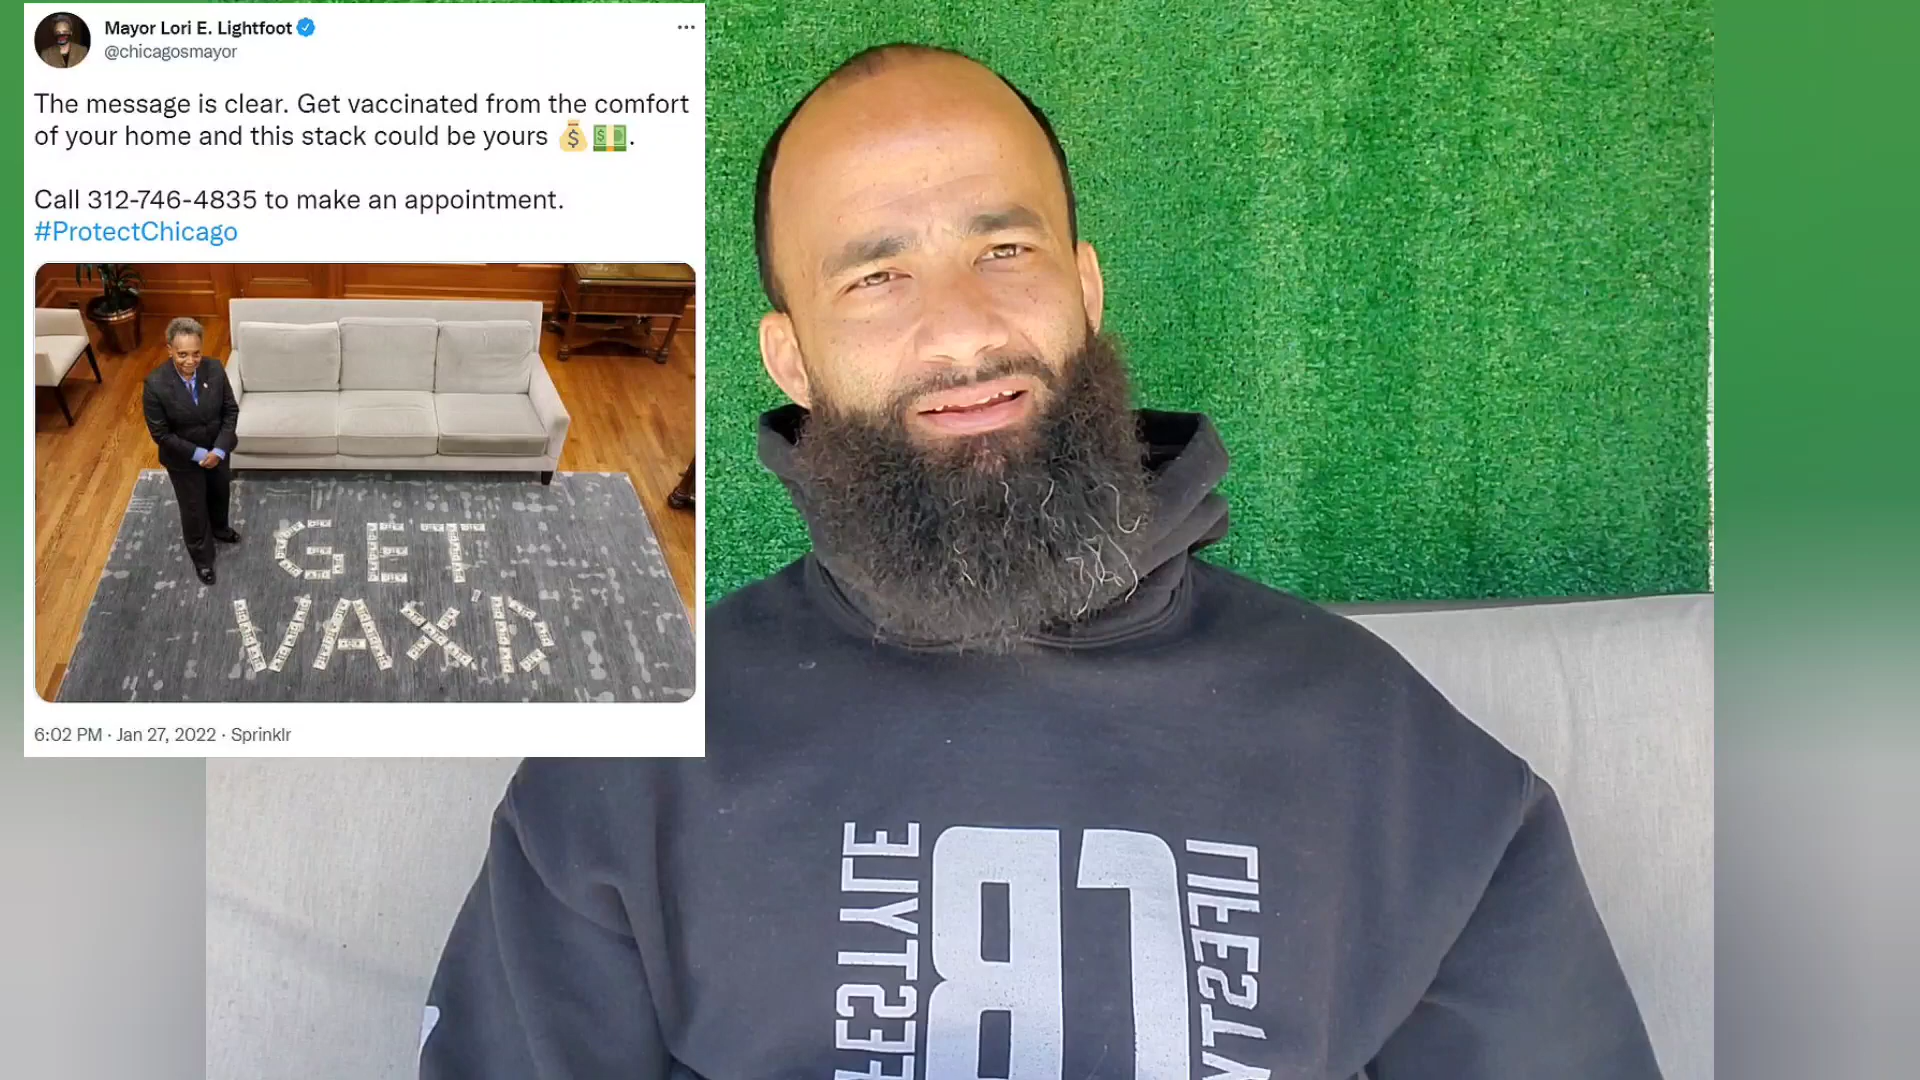 Mayor Lori E. Lightfoot
@chicagosmayor
The message is clear. Get vaccinated from the comfort
of your home and this stack could be yours 💰💵.
Call 312-746-4835 to make an appointment.
#ProtectChicago
GET
VAX'D
6:02 PM · Jan 27, 2022 · Sprinklr